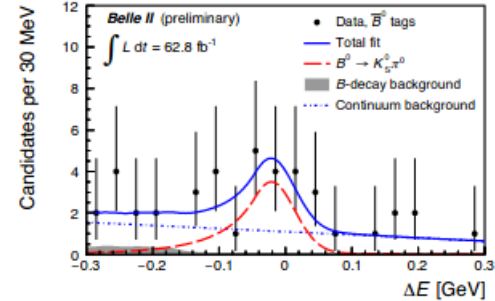 12
10
8
6
4
2
0
Candidates per 30 MeV
Belle II (preliminary)
∫ L dt = 62.8 fb⁻¹
Data, B̅⁰ tags
Total fit
B⁰ → K⁰_S π⁰
B-decay background
Continuum background
−0.3 −0.2 −0.1 0 0.1 0.2 0.3
ΔE [GeV]